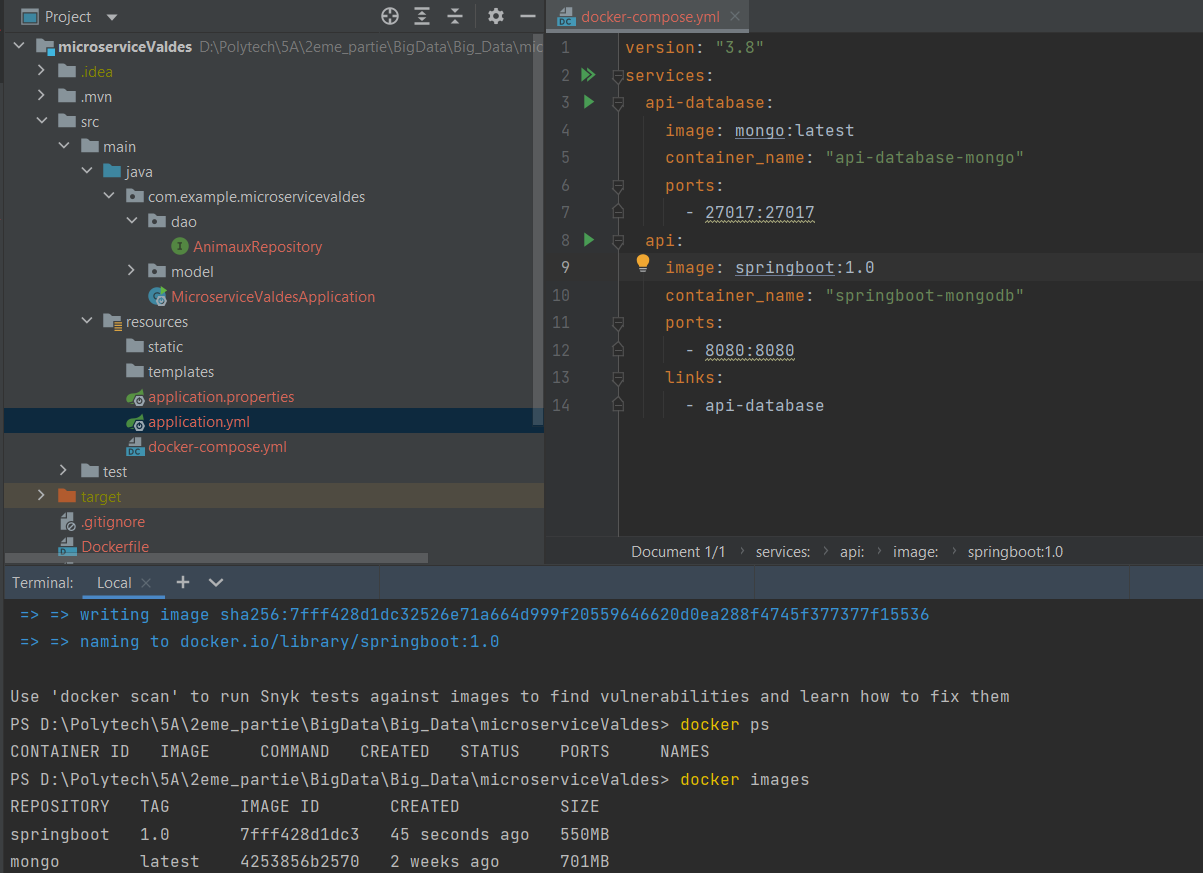 Project
docker-compose.yml
microserviceValdes D:\Polytech\5A\2eme_partie\BigData\Big_Data\mic
.idea
.mvn
src
main
java
com.example.microservicevaldes
dao
I AnimauxRepository
model
MicroserviceValdesApplication
resources
static
templates
application.properties
application.yml
DC docker-compose.yml
test
target
.gitignore
D Dockerfile
DC
1 version: "3.8"
2 services:
3 api-database:
4 image: mongo:latest
5 container_name: "api-database-mongo"
6 ports:
7 - 27017:27017
8 api:
9 image: springboot:1.0
10 container_name: "springboot-mongodb"
11 ports:
12 - 8080:8080
13 links:
14 - api-database
Document 1/1 › services: › api: › image: › springboot:1.0
Terminal: Local
=> => writing image sha256:7fff428d1dc32526e71a664d999f20559646620d0ea288f4745f377377f15536
=> => naming to docker.io/library/springboot:1.0
Use 'docker scan' to run Snyk tests against images to find vulnerabilities and learn how to fix them
PS D:\Polytech\5A\2eme_partie\BigData\Big_Data\microserviceValdes> docker ps
CONTAINER ID IMAGE COMMAND CREATED STATUS PORTS NAMES
PS D:\Polytech\5A\2eme_partie\BigData\Big_Data\microserviceValdes> docker images
REPOSITORY TAG IMAGE ID CREATED SIZE
springboot 1.0 7fff428d1dc3 45 seconds ago 550MB
mongo latest 4253856b2570 2 weeks ago 701MB